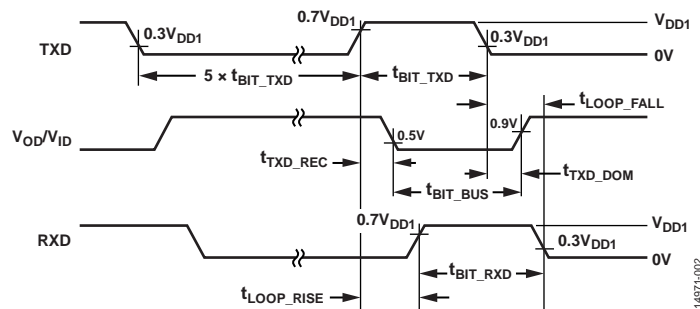 TXD
0.3VDD1
0.7VDD1
0.3VDD1
VDD1
0V
5 × tBIT_TXD
tBIT_TXD
tLOOP_FALL
VOD/VID
0.5V
0.9V
tTXD_REC
tBIT_BUS
tTXD_DOM
RXD
0.7VDD1
0.3VDD1
VDD1
0V
tBIT_RXD
tLOOP_RISE
14971-002